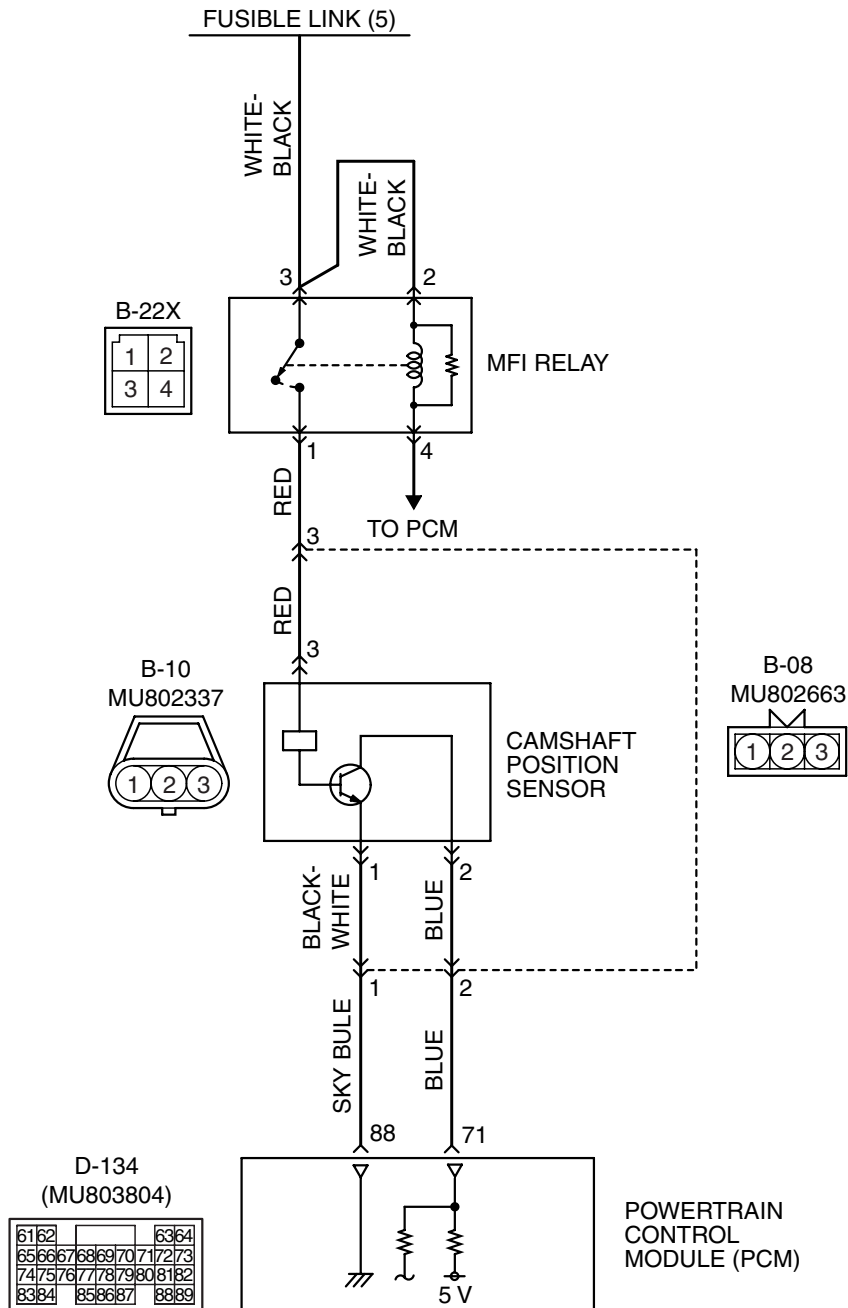 FUSIBLE LINK (5)
WHITE-
BLACK
WHITE-
BLACK
3
2
B-22X
1 2
3 4
MFI RELAY
1
4
RED
TO PCM
3
RED
3
B-10
MU802337
1 2 3
CAMSHAFT
POSITION
SENSOR
B-08
MU802663
1 2 3
1
2
BLACK-
WHITE
BLUE
1
2
SKY BULE
BLUE
88
71
D-134
(MU803804)
61 62 63 64
65 66 67 68 69 70 71 72 73
74 75 76 77 78 79 80 81 82
83 84 85 86 87 88 89
POWERTRAIN
CONTROL
MODULE (PCM)
5 V